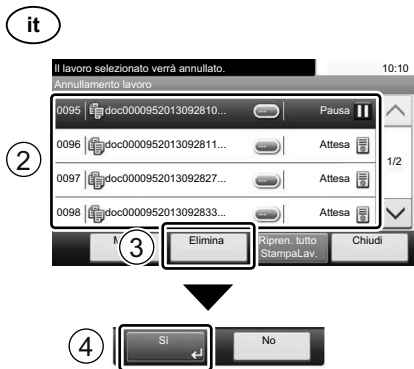 it
Il lavoro selezionato verrà annullato. 10:10
Annullamento lavoro
2
0095 doc0000952013092810... Pausa
0096 doc0000952013092811... Attesa
0097 doc0000952013092827... Attesa
0098 doc0000952013092833... Attesa
1/2
3
Elimina
Ripren. tutto
StampaLav.
Chiudi
4
Sì
No